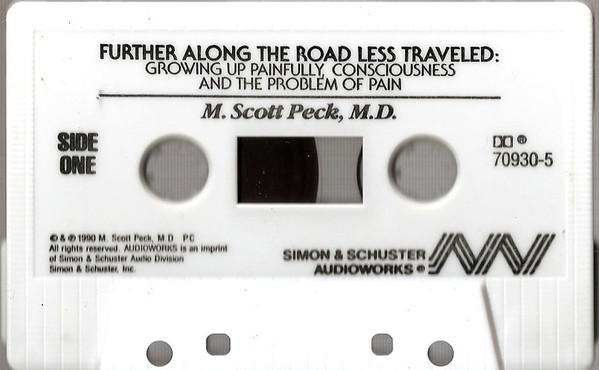 FURTHER ALONG THE ROAD LESS TRAVELED:
GROWING UP PAINFULLY, CONSCIOUSNESS
AND THE PROBLEM OF PAIN
M. Scott Peck, M.D.
SIDE
ONE
®
70930-5
© & ℗ 1990 M. Scott Peck, M.D P C
All rights reserved. AUDIOWORKS is an imprint
of Simon & Schuster Audio Division
Simon & Schuster, Inc.
SIMON & SCHUSTER
AUDIOWORKS ®